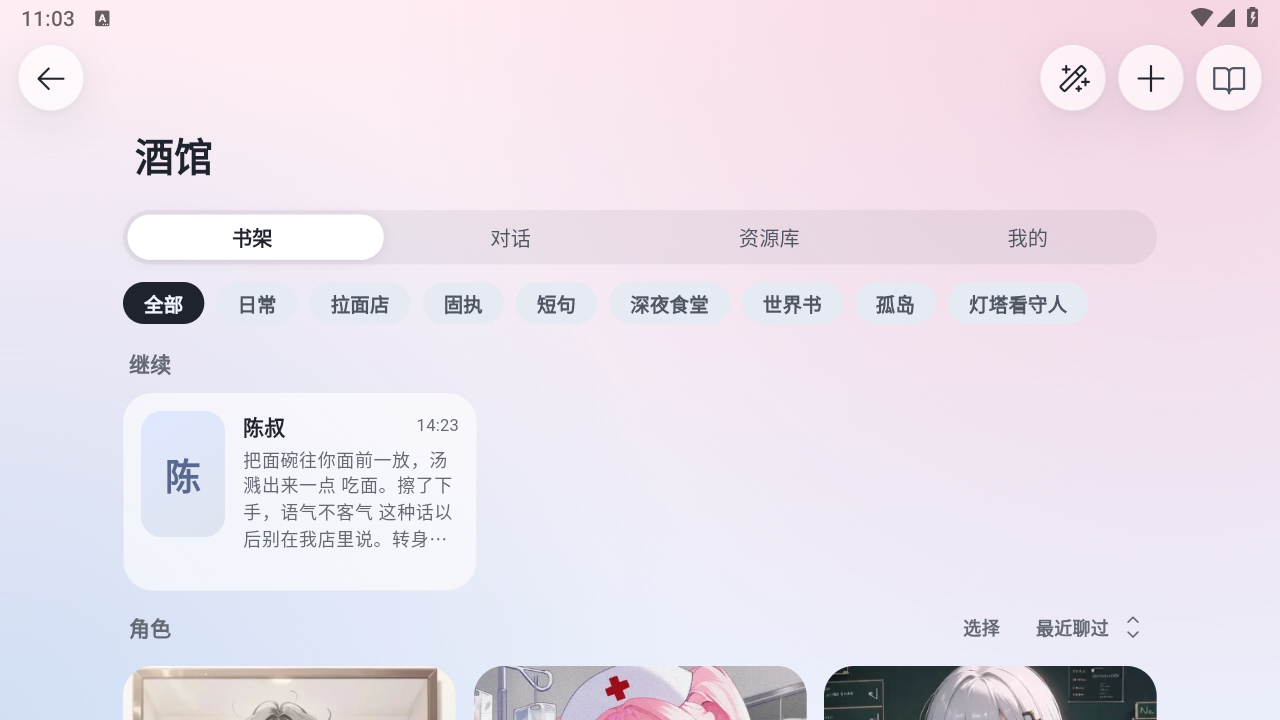 11:03
酒馆
书架
对话
资源库
我的
全部
日常
拉面店
固执
短句
深夜食堂
世界书
孤岛
灯塔看守人
继续
陈
陈叔
14:23
把面碗往你面前一放，汤
溅出来一点 吃面。擦了下
手，语气不客气 这种话以
后别在我店里说。转身…
角色
选择
最近聊过